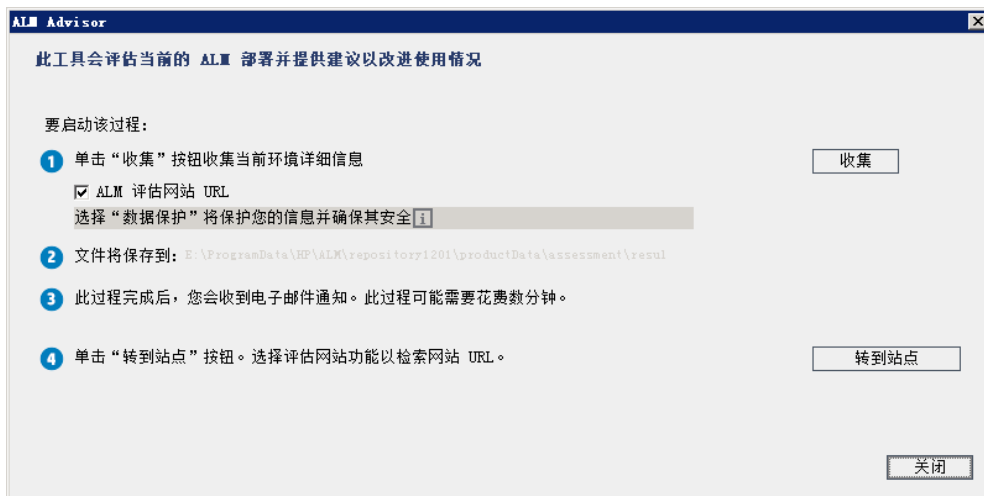 ALM Advisor
此工具会评估当前的 ALM 部署并提供建议以改进使用情况
要启动该过程：
1 单击“收集”按钮收集当前环境详细信息 收集
ALM 评估网站 URL
选择“数据保护”将保护您的信息并确保其安全 i
2 文件将保存到： E:\ProgramData\HP\ALM\repository1201\productData\assessment\resul
3 此过程完成后，您会收到电子邮件通知。此过程可能需要花费数分钟。
4 单击“转到站点”按钮。选择评估网站功能以检索网站 URL。 转到站点
关闭